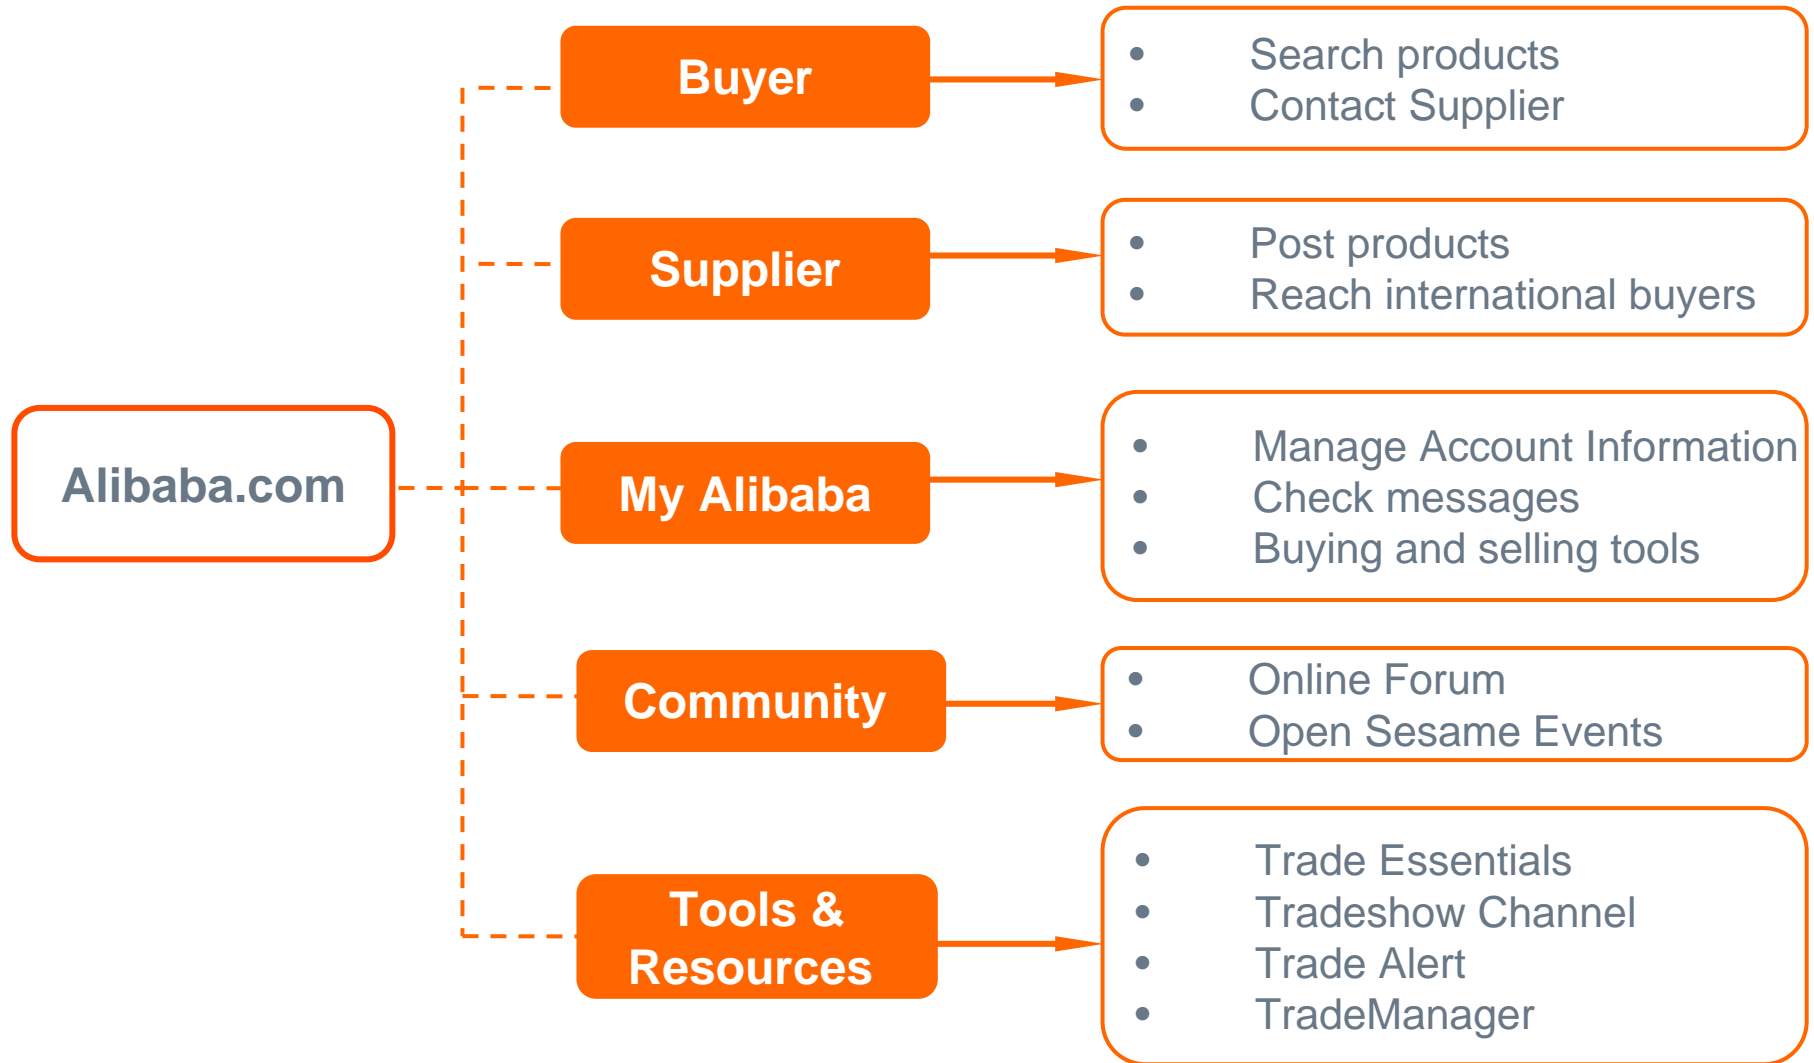 Alibaba.com
Buyer
• Search products
• Contact Supplier
Supplier
• Post products
• Reach international buyers
My Alibaba
• Manage Account Information
• Check messages
• Buying and selling tools
Community
• Online Forum
• Open Sesame Events
Tools &
Resources
• Trade Essentials
• Tradeshow Channel
• Trade Alert
• TradeManager